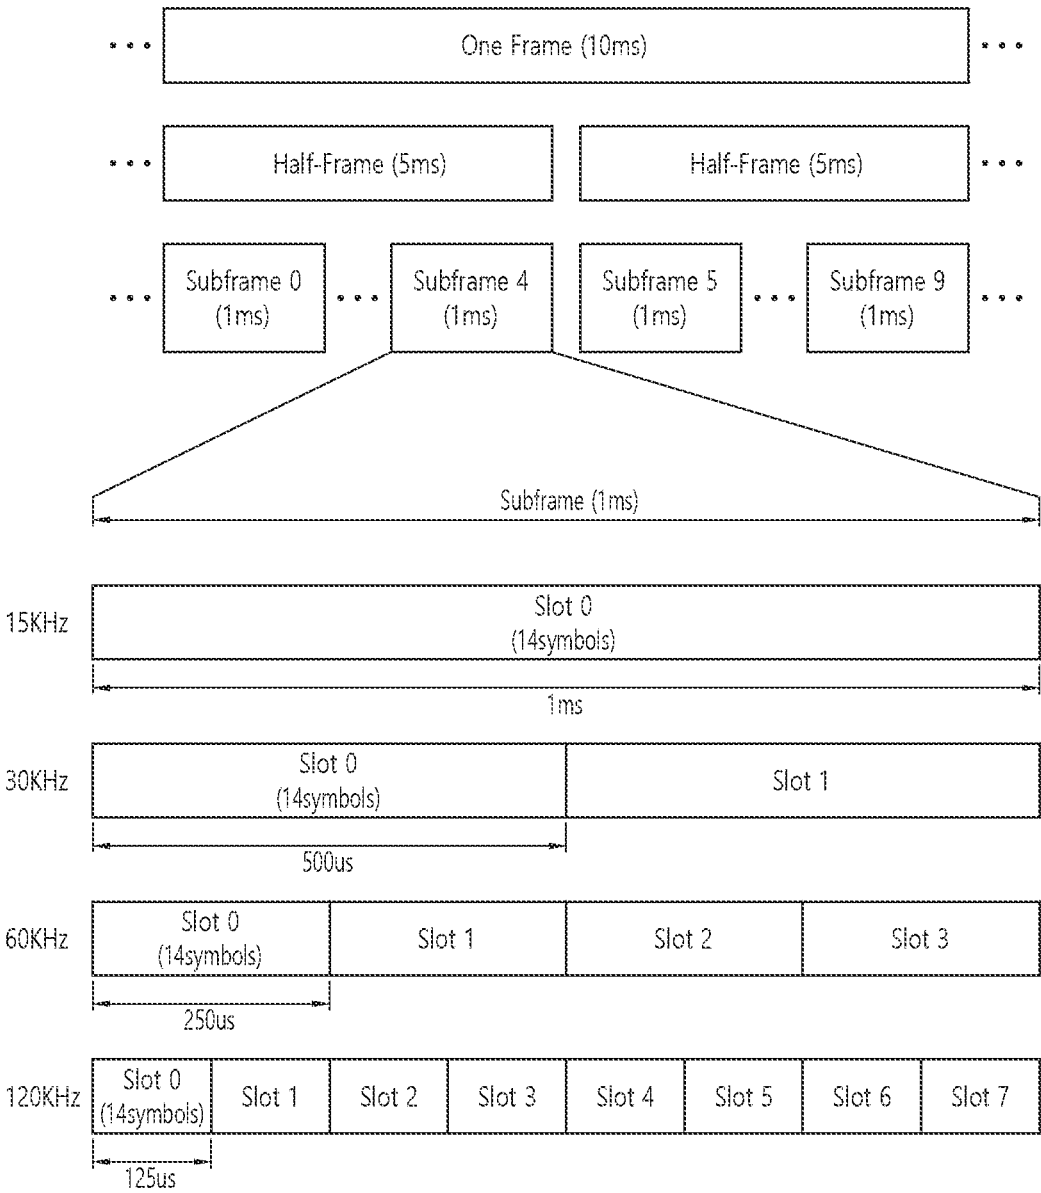 One Frame (10ms)
Half-Frame (5ms)
Half-Frame (5ms)
Subframe 0
(1ms)
Subframe 4
(1ms)
Subframe 5
(1ms)
Subframe 9
(1ms)
Subframe (1ms)
15KHz
Slot 0
(14symbols)
1ms
30KHz
Slot 0
(14symbols)
Slot 1
500us
60KHz
Slot 0
(14symbols)
Slot 1
Slot 2
Slot 3
250us
120KHz
Slot 0
(14symbols)
Slot 1
Slot 2
Slot 3
Slot 4
Slot 5
Slot 6
Slot 7
125us